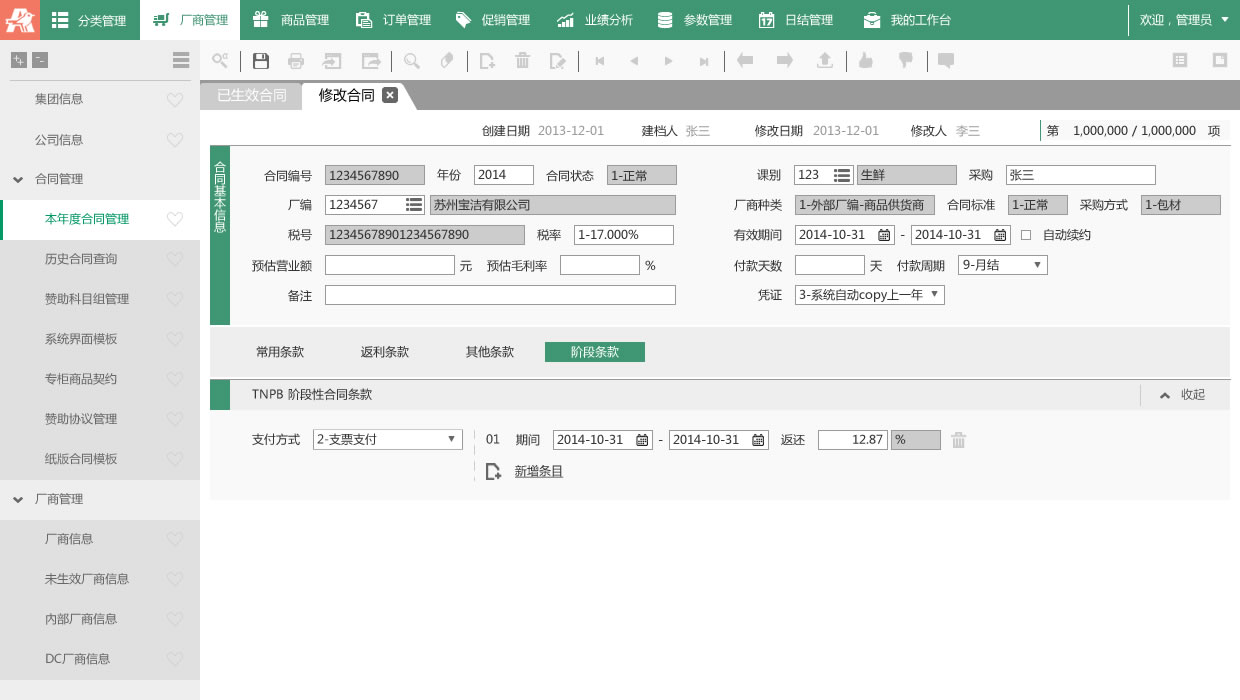 分类管理 厂商管理 商品管理 订单管理 促销管理 业绩分析 参数管理 日结管理 我的工作台 欢迎，管理员
已生效合同 修改合同
集团信息
公司信息
合同管理
本年度合同管理
历史合同查询
赞助科目组管理
系统界面模板
专柜商品契约
赞助协议管理
纸版合同模板
厂商管理
厂商信息
未生效厂商信息
内部厂商信息
DC厂商信息
创建日期 2013-12-01 建档人 张三 修改日期 2013-12-01 修改人 李三 第 1,000,000 / 1,000,000 项
合同基本信息
合同编号 1234567890 年份 2014 合同状态 1-正常 课别 123 生鲜 采购 张三
厂编 1234567 苏州宝洁有限公司 厂商种类 1-外部厂编-商品供货商 合同标准 1-正常 采购方式 1-包材
税号 12345678901234567890 税率 1-17.000% 有效期间 2014-10-31 - 2014-10-31 自动续约
预估营业额 元 预估毛利率 % 付款天数 天 付款周期 9-月结
备注 凭证 3-系统自动copy上一年
常用条款 返利条款 其他条款 阶段条款
TNPB 阶段性合同条款 收起
支付方式 2-支票支付 01 期间 2014-10-31 - 2014-10-31 返还 12.87 %
新增条目